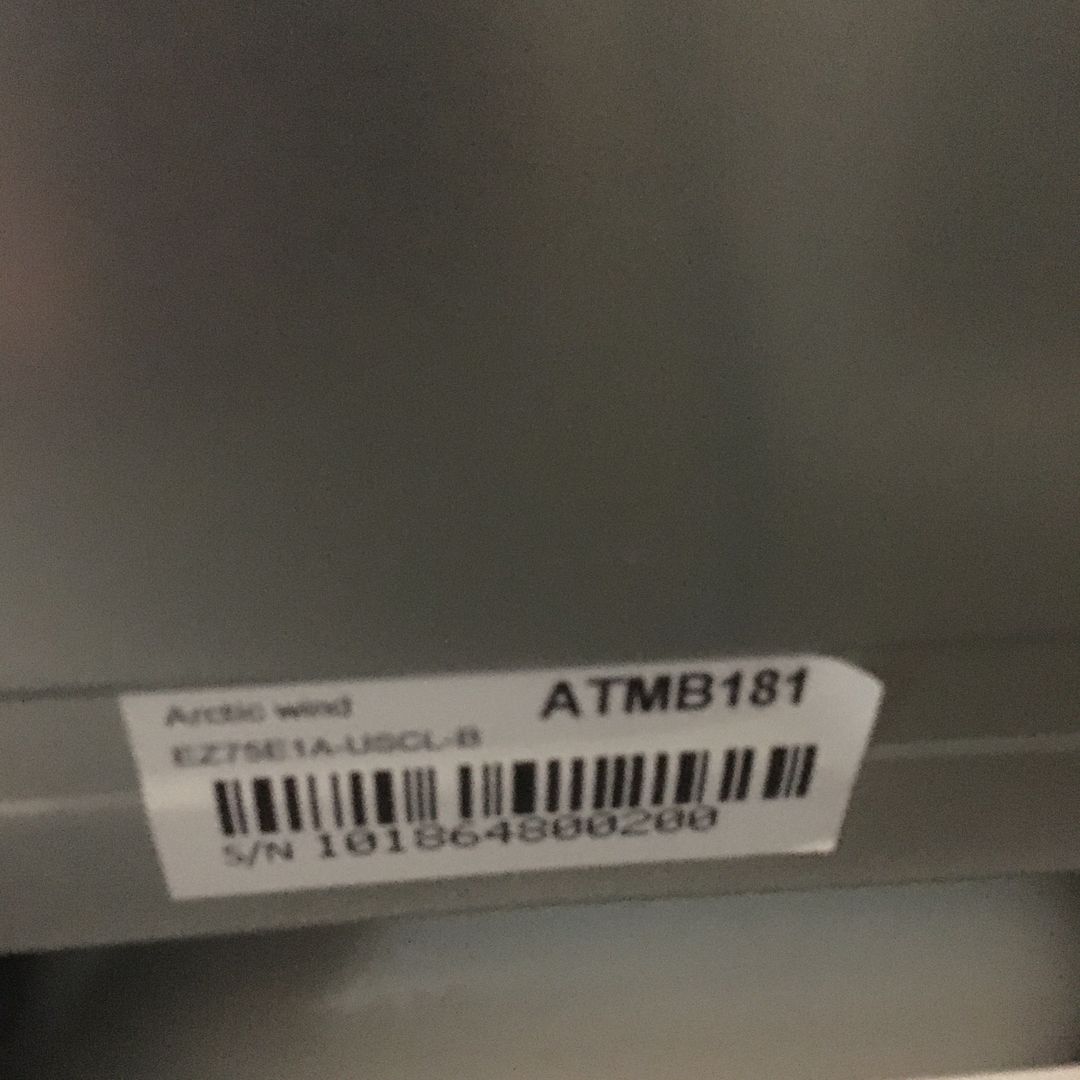 Arctic wind
ATMB181
EZ75E1A-USCL-B
S/N 101864800200